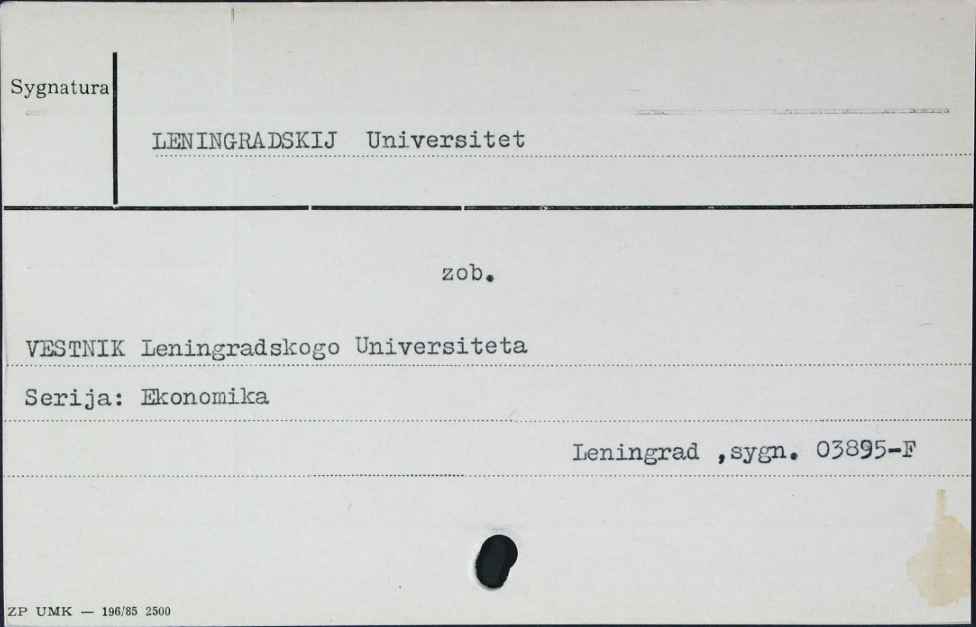 Sygnatura
LENINGRADSKIJ Universitet
zob.
VESTNIK Leningradskogo Universiteta
Serija: Ekonomika
Leningrad ,sygn. 03895-F
ZP UMK — 196/85 2500